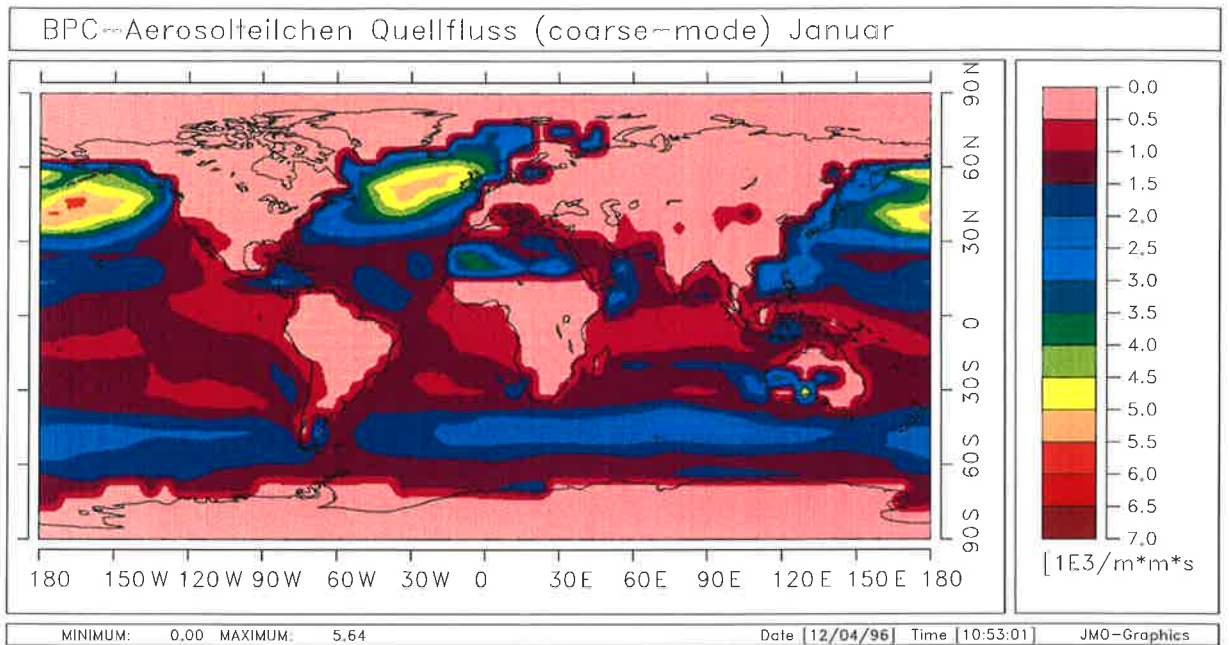 BPC-Aerosolteilchen Quellfluss (coarse-mode) Januar
90N
60N
30N
0
30S
60S
90S
180 150W 120W 90W 60W 30W 0 30E 60E 90E 120E 150E 180
0.0
0.5
1.0
1.5
2.0
2.5
3.0
3.5
4.0
4.5
5.0
5.5
6.0
6.5
7.0
[1E3/m*m*s
MINIMUM: 0.00 MAXIMUM: 5.64 Date [12/04/96] Time [10:53:01] JMO-Graphics